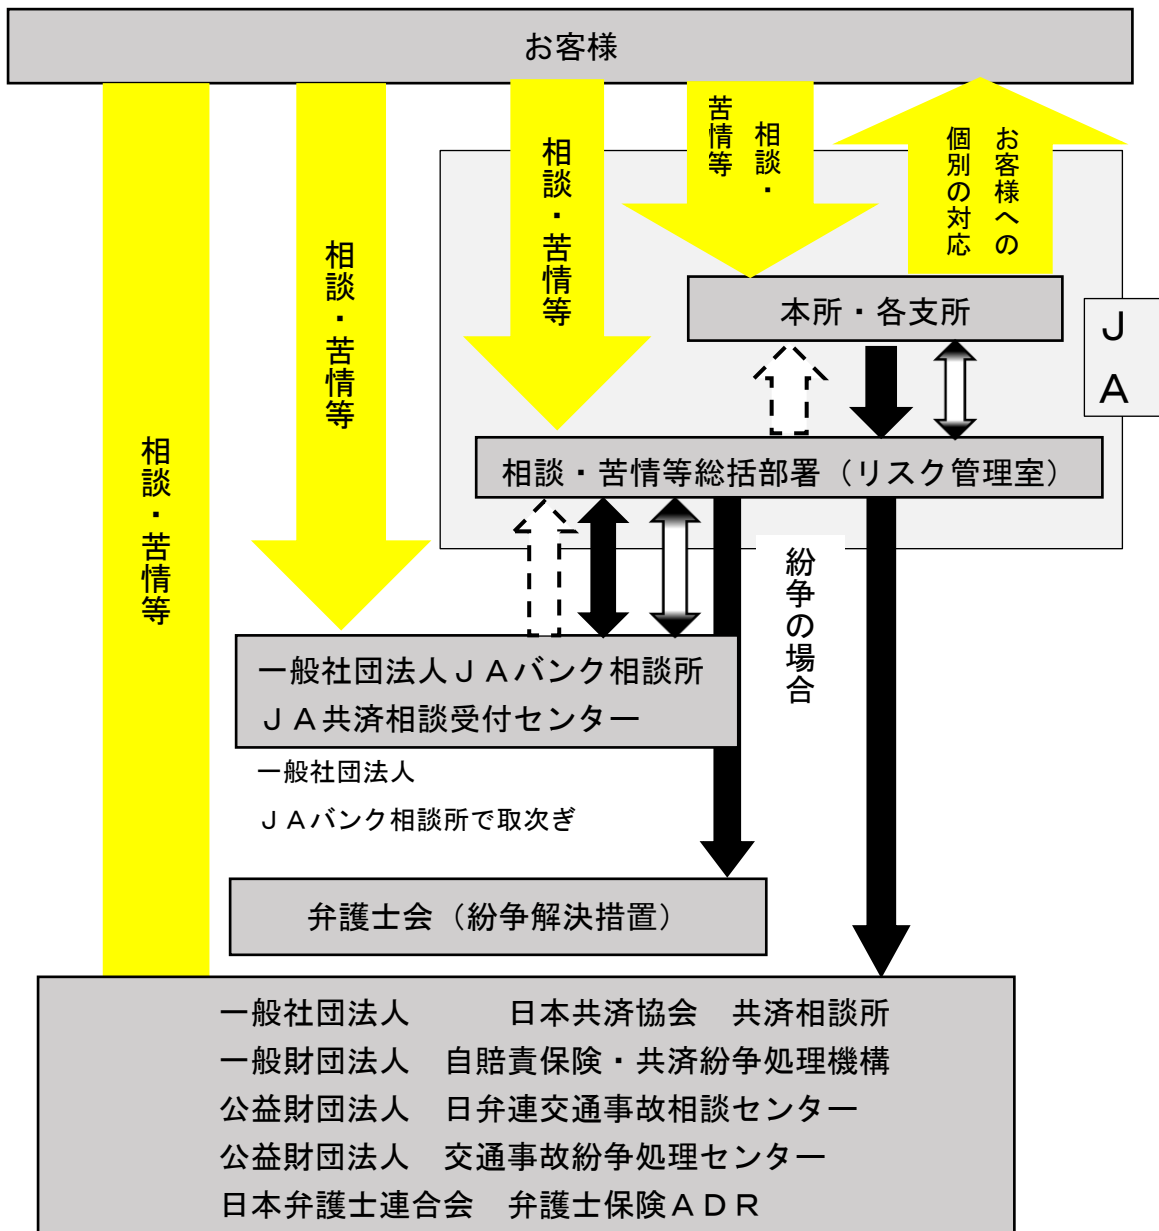 お客様
相談・苦情等
相談・苦情等
相談・苦情等
相談・
苦情等
お客様への
個別の対応
本所・各支所
Ｊ
Ａ
相談・苦情等総括部署（リスク管理室）
紛争の場合
一般社団法人ＪＡバンク相談所
ＪＡ共済相談受付センター
一般社団法人
ＪＡバンク相談所で取次ぎ
弁護士会（紛争解決措置）
一般社団法人　　　日本共済協会　共済相談所
一般財団法人　自賠責保険・共済紛争処理機構
公益財団法人　日弁連交通事故相談センター
公益財団法人　交通事故紛争処理センター
日本弁護士連合会　弁護士保険ＡＤＲ